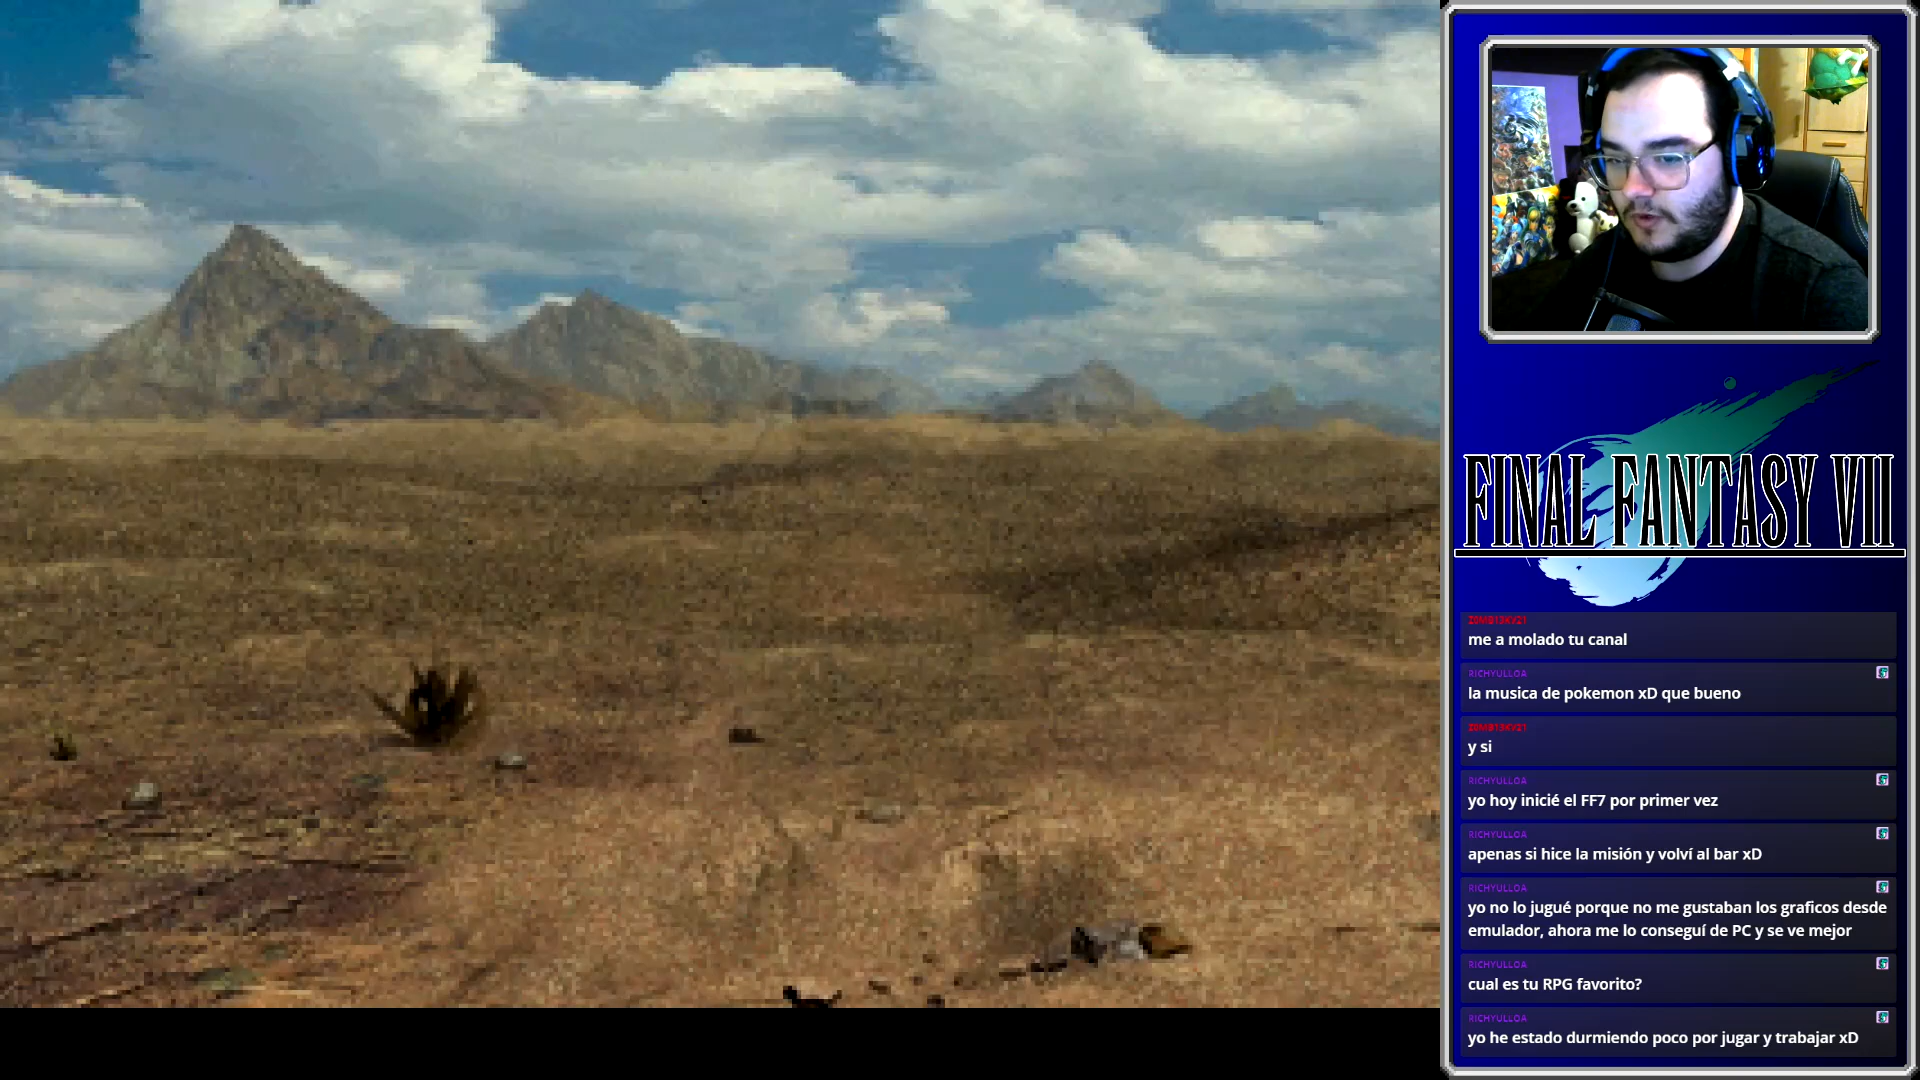 FINAL FANTASY VII
Z0MB13KY21
me a molado tu canal
RICHYULLOA
la musica de pokemon xD que bueno
Z0MB13KY21
y si
RICHYULLOA
yo hoy inicié el FF7 por primer vez
RICHYULLOA
apenas si hice la misión y volví al bar xD
RICHYULLOA
yo no lo jugué porque no me gustaban los graficos desde
emulador, ahora me lo conseguí de PC y se ve mejor
RICHYULLOA
cual es tu RPG favorito?
RICHYULLOA
yo he estado durmiendo poco por jugar y trabajar xD